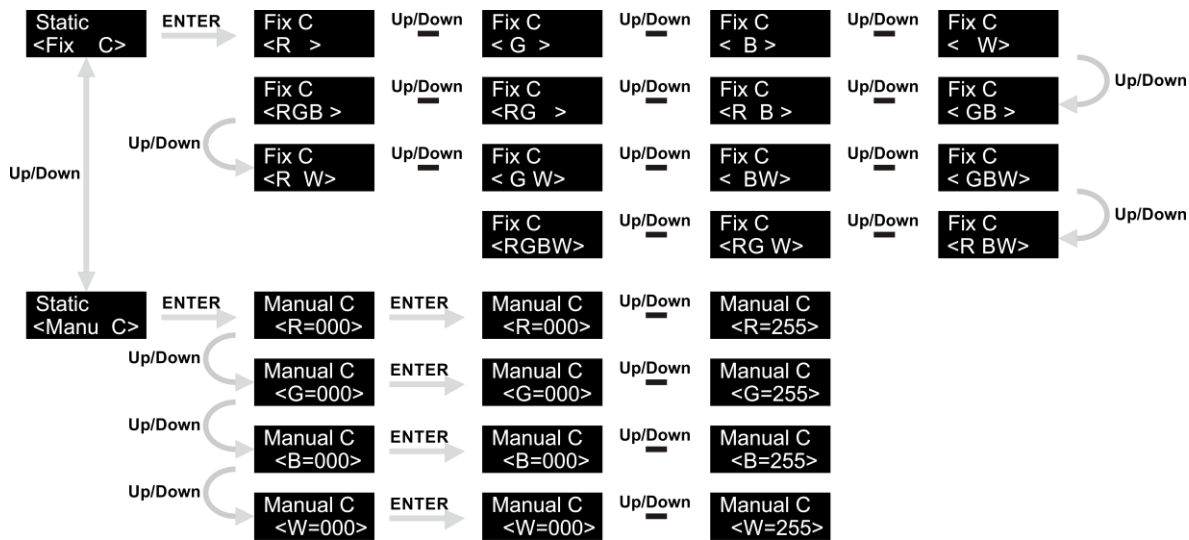 Static
<Fix C>
ENTER
Fix C
<R >
Up/Down
Fix C
< G >
Up/Down
Fix C
< B >
Up/Down
Fix C
< W>
Up/Down
Fix C
<RGB >
Up/Down
Fix C
<RG >
Up/Down
Fix C
<R B >
Up/Down
Fix C
< GB >
Up/Down
Fix C
<R W>
Up/Down
Fix C
< G W>
Up/Down
Fix C
< BW>
Up/Down
Fix C
< GBW>
Up/Down
Up/Down
Fix C
<RGBW>
Up/Down
Fix C
<RG W>
Up/Down
Fix C
<R BW>
Static
<Manu C>
ENTER
Manual C
<R=000>
ENTER
Manual C
<R=000>
Up/Down
Manual C
<R=255>
Up/Down
Manual C
<G=000>
ENTER
Manual C
<G=000>
Up/Down
Manual C
<G=255>
Up/Down
Manual C
<B=000>
ENTER
Manual C
<B=000>
Up/Down
Manual C
<B=255>
Up/Down
Manual C
<W=000>
ENTER
Manual C
<W=000>
Up/Down
Manual C
<W=255>